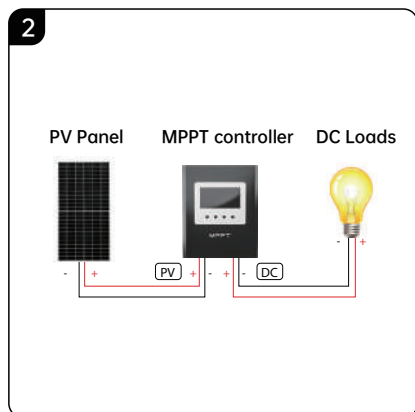 2
PV Panel MPPT controller DC Loads
MPPT
- +
- + PV + - + - DC